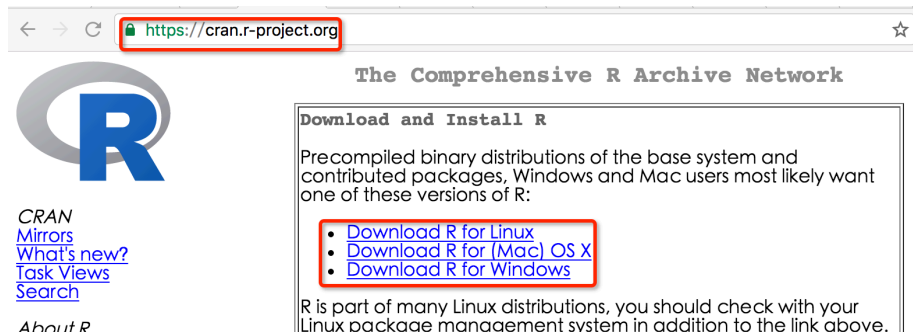 https://cran.r-project.org
The Comprehensive R Archive Network
R
CRAN
Mirrors
What's new?
Task Views
Search
About R
Download and Install R
Precompiled binary distributions of the base system and
contributed packages, Windows and Mac users most likely want
one of these versions of R:
• Download R for Linux
• Download R for (Mac) OS X
• Download R for Windows
R is part of many Linux distributions, you should check with your
Linux package management system in addition to the link above.